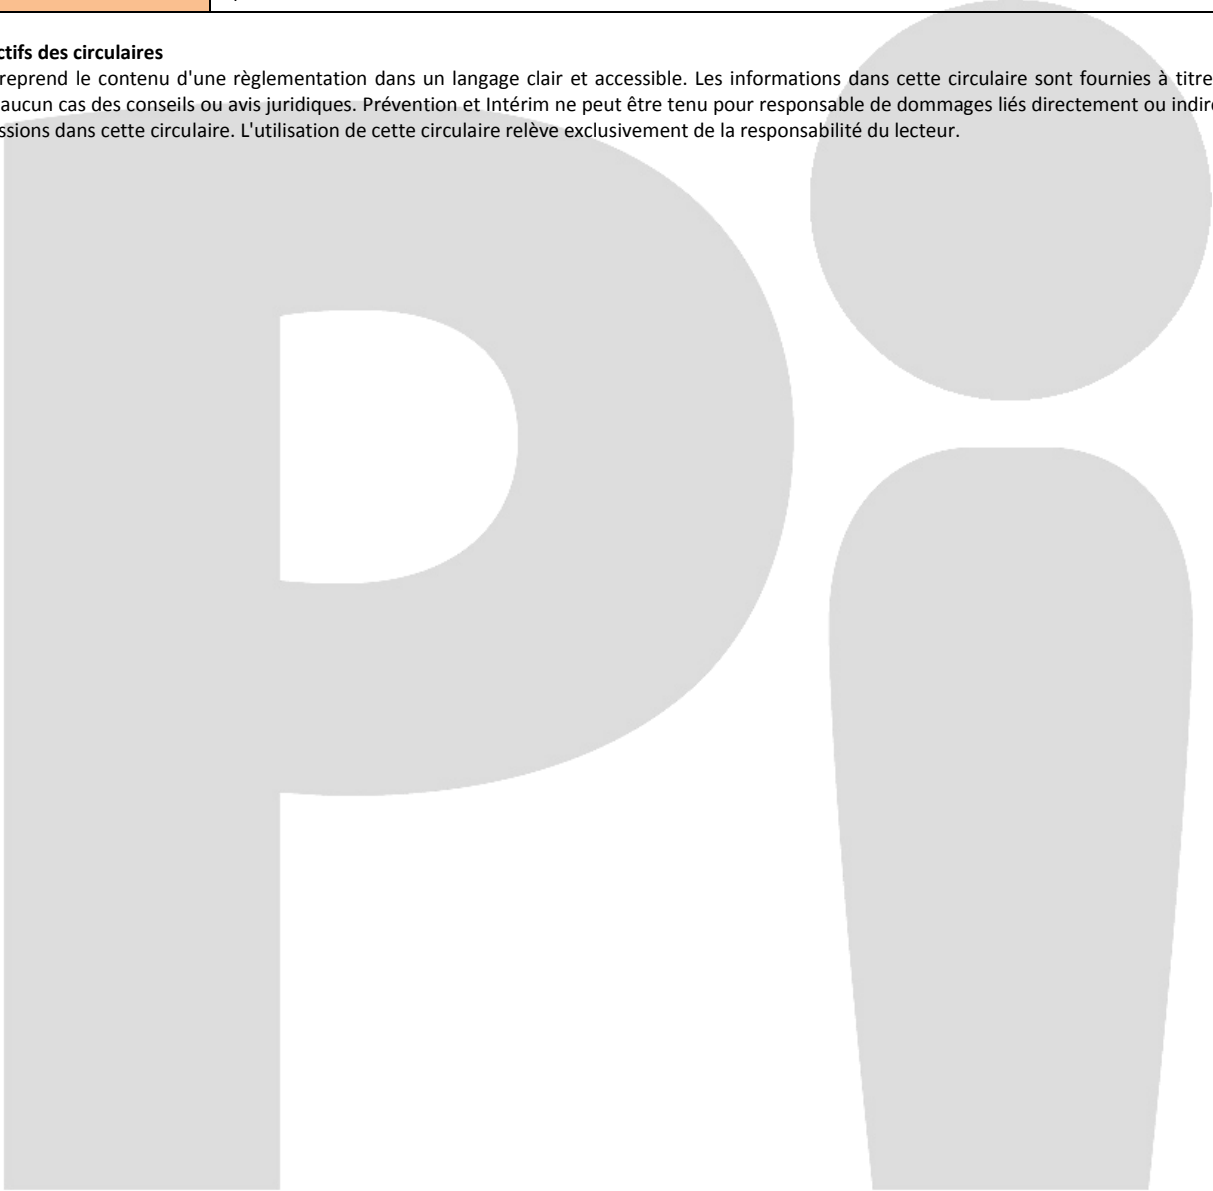 ctifs des circulaires
reprend le contenu d'une règlementation dans un langage clair et accessible. Les informations dans cette circulaire sont fournies à titre
aucun cas des conseils ou avis juridiques. Prévention et Intérim ne peut être tenu pour responsable de dommages liés directement ou indire
ssions dans cette circulaire. L'utilisation de cette circulaire relève exclusivement de la responsabilité du lecteur.
Pi